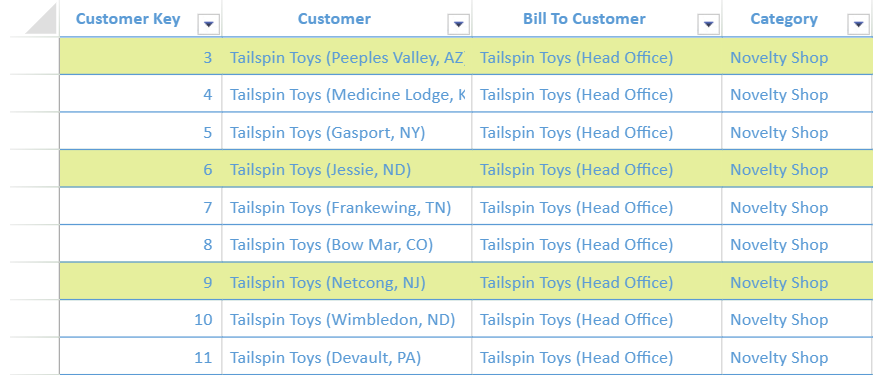 Customer Key Customer Bill To Customer Category
3 Tailspin Toys (Peeples Valley, AZ Tailspin Toys (Head Office) Novelty Shop
4 Tailspin Toys (Medicine Lodge, K Tailspin Toys (Head Office) Novelty Shop
5 Tailspin Toys (Gasport, NY) Tailspin Toys (Head Office) Novelty Shop
6 Tailspin Toys (Jessie, ND) Tailspin Toys (Head Office) Novelty Shop
7 Tailspin Toys (Frankewing, TN) Tailspin Toys (Head Office) Novelty Shop
8 Tailspin Toys (Bow Mar, CO) Tailspin Toys (Head Office) Novelty Shop
9 Tailspin Toys (Netcong, NJ) Tailspin Toys (Head Office) Novelty Shop
10 Tailspin Toys (Wimbledon, ND) Tailspin Toys (Head Office) Novelty Shop
11 Tailspin Toys (Devault, PA) Tailspin Toys (Head Office) Novelty Shop